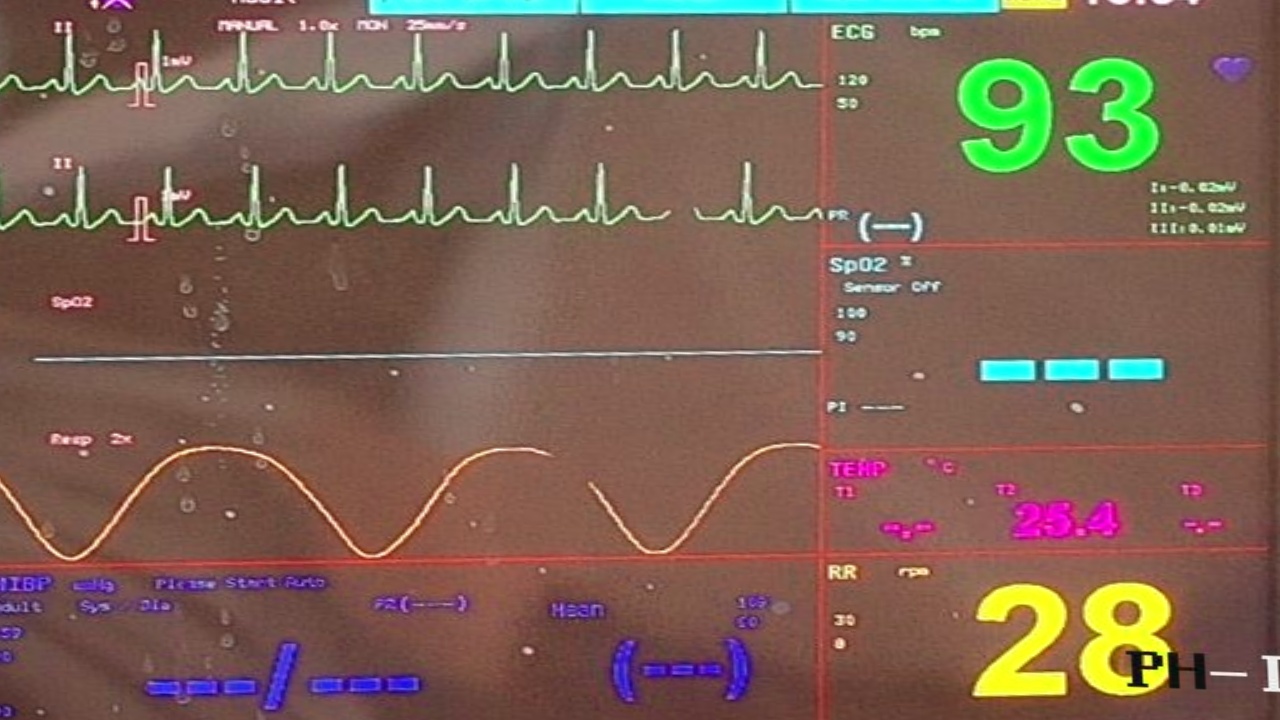 II MANUAL 1.0x MON 25mm/s
1mV
ECG bpm
120
50
93
II
1mV
PR (---)
I:-0.02mV
II:-0.02mV
III:0.01mV
SpO2
SpO2 %
Sensor Off
100
90
PI ---
Resp 2x
TEMP °C
T1 T2 T3
-.- 25.4 -.-
NIBP mmHg Please Start Auto
Sys / Dia
PR(---)
Mean
---/---
(---)
RR rpm
30
8
28
PH-I